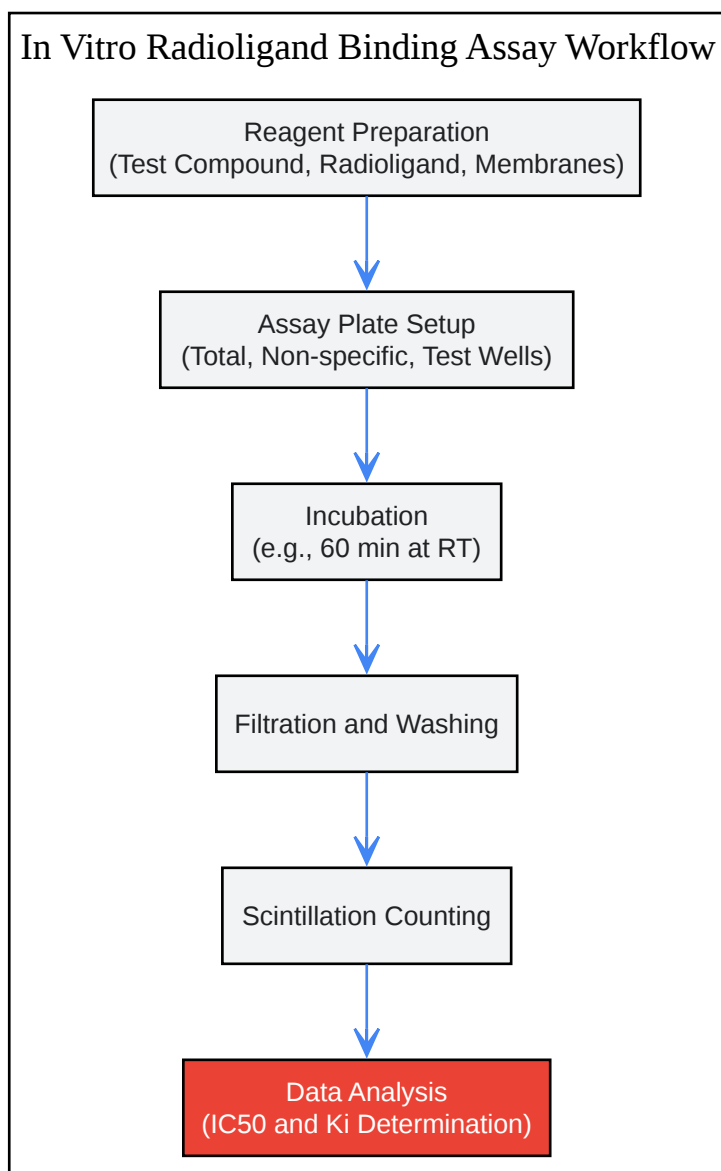 In Vitro Radioligand Binding Assay Workflow
Reagent Preparation
(Test Compound, Radioligand, Membranes)
Assay Plate Setup
(Total, Non-specific, Test Wells)
Incubation
(e.g., 60 min at RT)
Filtration and Washing
Scintillation Counting
Data Analysis
(IC50 and Ki Determination)